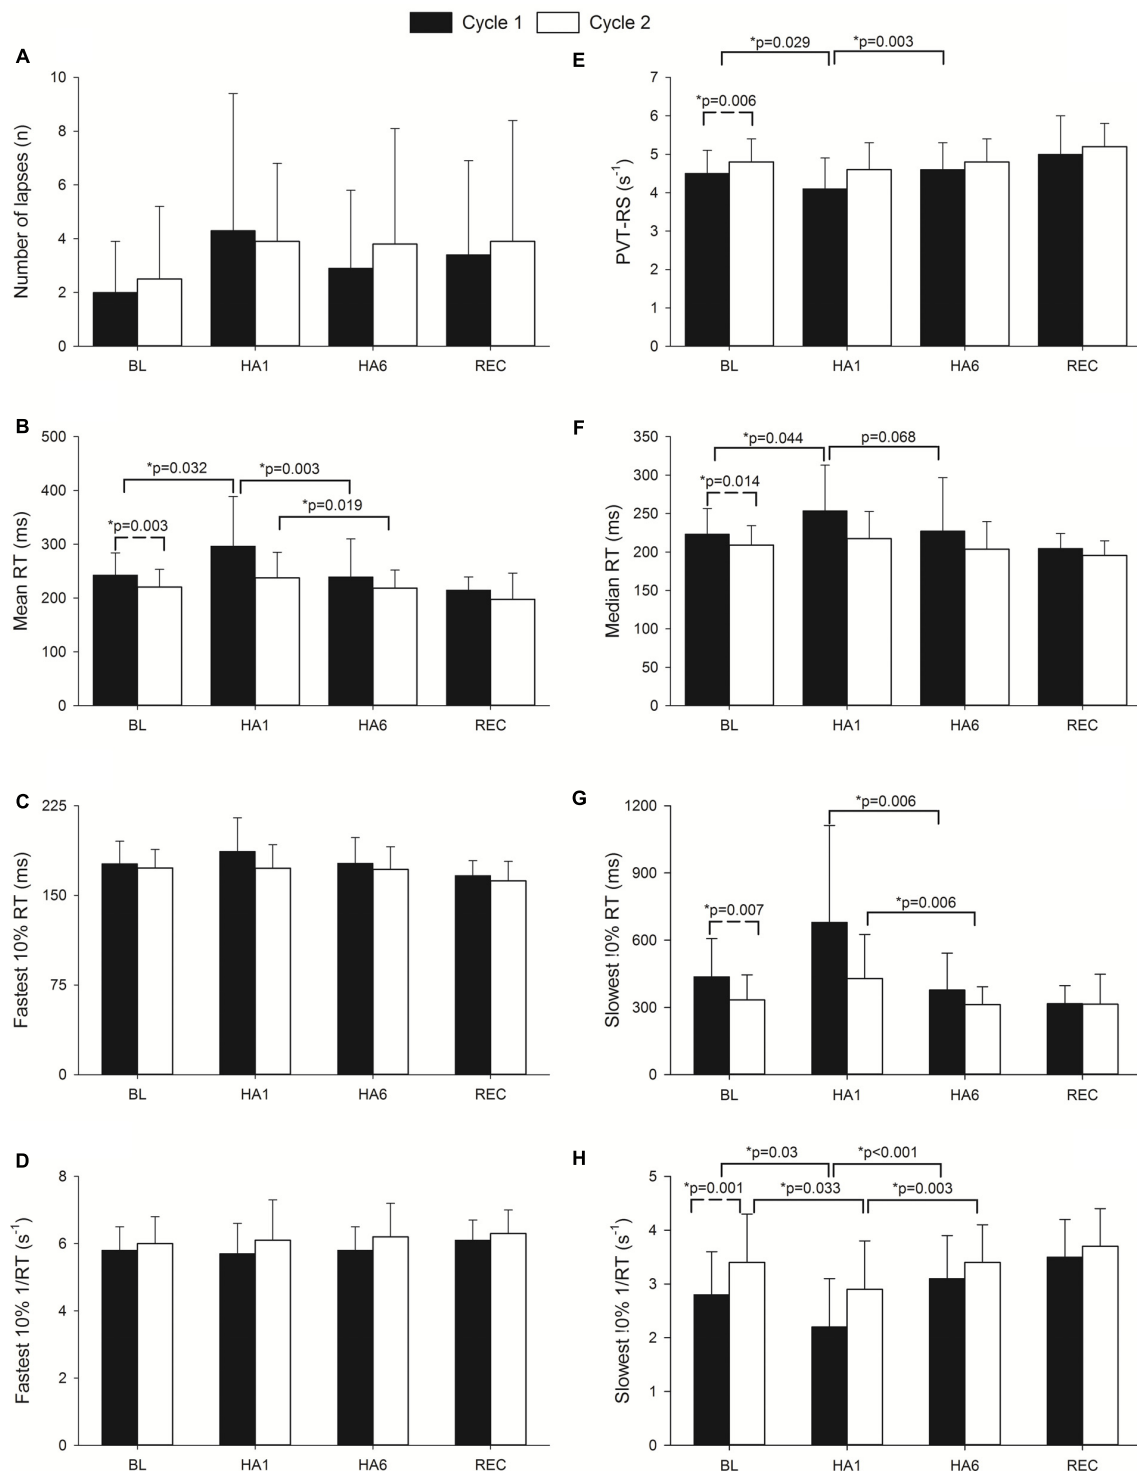 Cycle 1 Cycle 2
A
10
8
6
4
2
0
Number of lapses (n)
BL HA1 HA6 REC
E
*p=0.029 *p=0.003
*p=0.006
7
6
5
4
3
2
1
0
PVT-RS (s-1)
BL HA1 HA6 REC
B
500
400
300
200
100
0
Mean RT (ms)
*p=0.032 *p=0.003
*p=0.019
*p=0.003
BL HA1 HA6 REC
F
350
300
250
200
150
100
50
0
Median RT (ms)
*p=0.044 p=0.068
*p=0.014
BL HA1 HA6 REC
C
225
150
75
0
Fastest 10% RT (ms)
BL HA1 HA6 REC
G
1200
900
600
300
0
Slowest !0% RT (ms)
*p=0.006
*p=0.007 *p=0.006
BL HA1 HA6 REC
D
8
6
4
2
0
Fastest 10% 1/RT (s-1)
BL HA1 HA6 REC
H
*p=0.03 *p<0.001
*p=0.001 *p=0.033 *p=0.003
5
4
3
2
1
0
Slowest !0% 1/RT (s-1)
BL HA1 HA6 REC